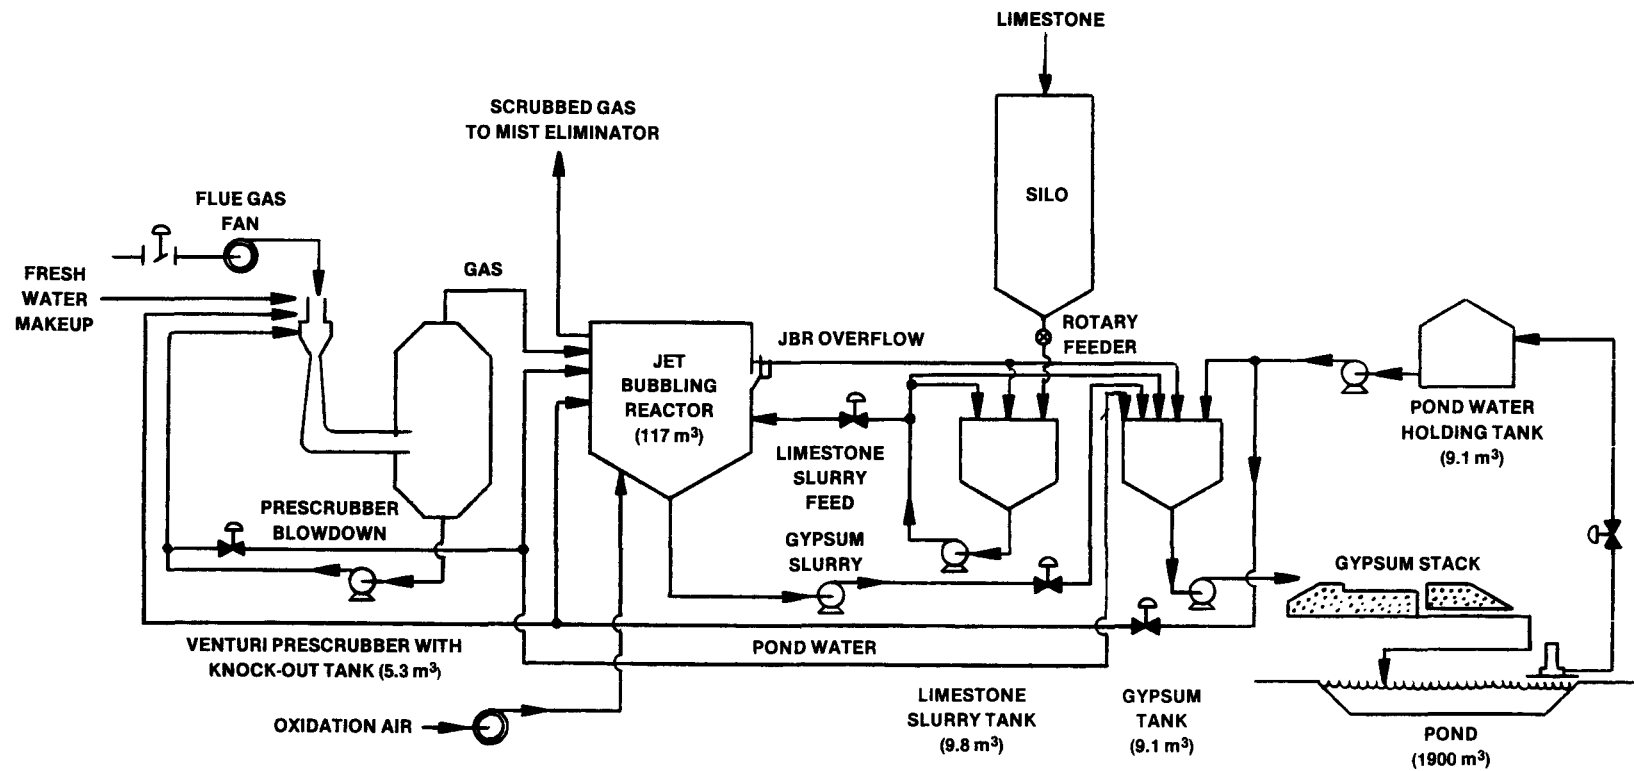 LIMESTONE
SCRUBBED GAS
TO MIST ELIMINATOR
SILO
FLUE GAS
FAN
GAS
FRESH
WATER
MAKEUP
ROTARY
FEEDER
JBR OVERFLOW
JET
BUBBLING
REACTOR
(117 m³)
POND WATER
HOLDING TANK
(9.1 m³)
LIMESTONE
SLURRY
FEED
PRESCRUBBER
BLOWDOWN
GYPSUM
SLURRY
GYPSUM STACK
VENTURI PRESCRUBBER WITH
KNOCK-OUT TANK (5.3 m³)
POND WATER
OXIDATION AIR
LIMESTONE
SLURRY TANK
(9.8 m³)
GYPSUM
TANK
(9.1 m³)
POND
(1900 m³)